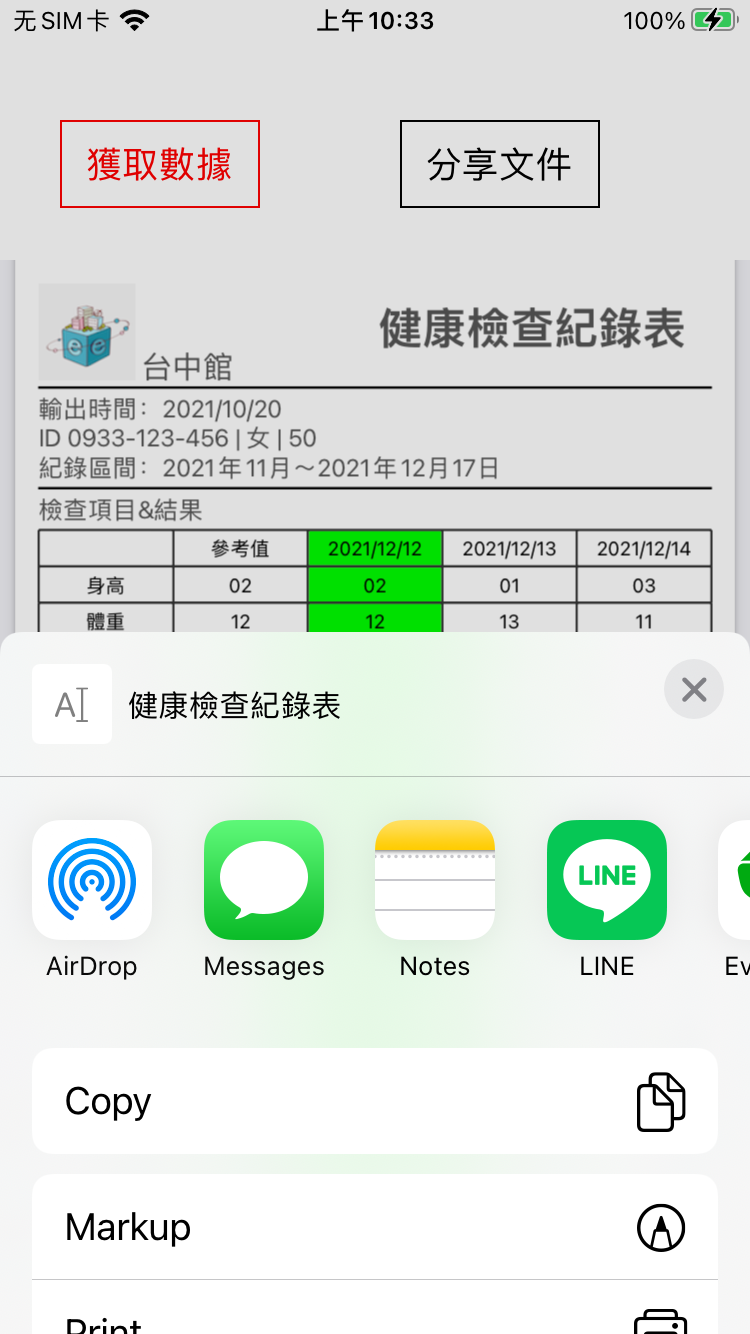 无SIM卡 上午10:33 100%
獲取數據 分享文件
健康檢查紀錄表
台中館
輸出時間：2021/10/20
ID 0933-123-456 | 女 | 50
紀錄區間：2021年11月～2021年12月17日
檢查項目&結果
參考值 2021/12/12 2021/12/13 2021/12/14
身高 02 02 01 03
體重 12 12 13 11
健康檢查紀錄表
AirDrop Messages Notes LINE Ev
Copy
Markup
Print